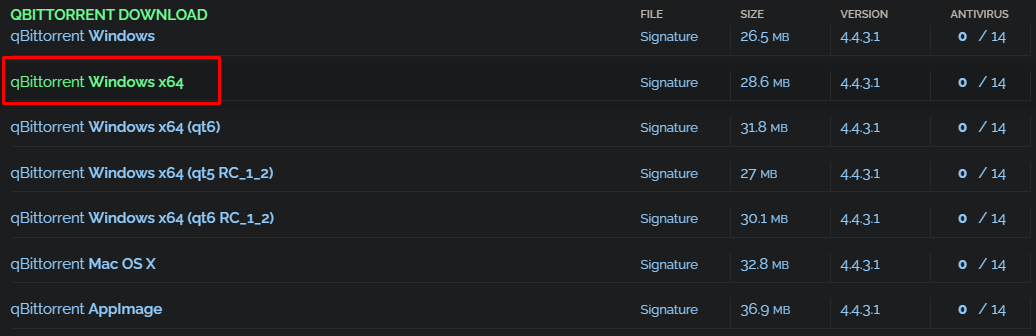 QBITTORRENT DOWNLOAD FILE SIZE VERSION ANTIVIRUS
qBittorrent Windows Signature 26.5 MB 4.4.3.1 0 / 14
qBittorrent Windows x64 Signature 28.6 MB 4.4.3.1 0 / 14
qBittorrent Windows x64 (qt6) Signature 31.8 MB 4.4.3.1 0 / 14
qBittorrent Windows x64 (qt5 RC_1_2) Signature 27 MB 4.4.3.1 0 / 14
qBittorrent Windows x64 (qt6 RC_1_2) Signature 30.1 MB 4.4.3.1 0 / 14
qBittorrent Mac OS X Signature 32.8 MB 4.4.3.1 0 / 14
qBittorrent AppImage Signature 36.9 MB 4.4.3.1 0 / 14